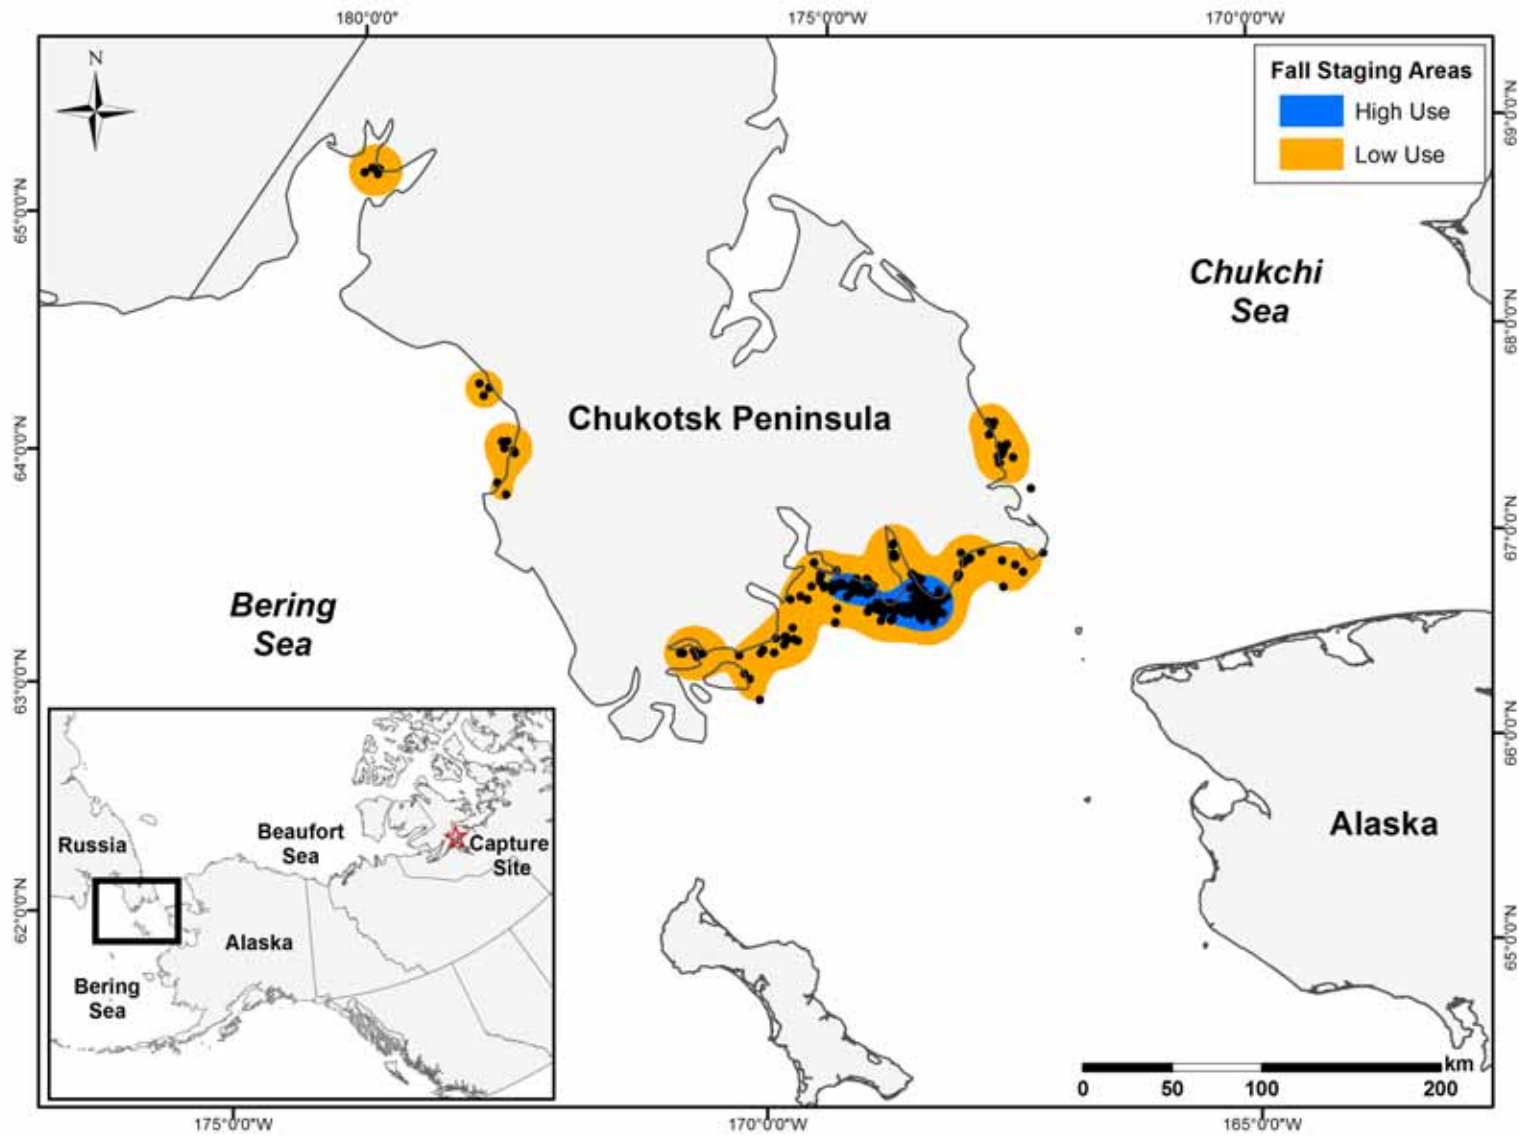 180°0'0"
175°0'0"W
170°0'0"W
N
Fall Staging Areas
High Use
Low Use
69°0'0"N
65°0'0"N
Chukchi
Sea
68°0'0"N
Chukotsk Peninsula
64°0'0"N
67°0'0"N
Bering
Sea
63°0'0"N
66°0'0"N
Alaska
62°0'0"N
65°0'0"N
Russia
Beaufort
Sea
Capture
Site
Alaska
Bering
Sea
km
0
50
100
200
175°0'0"W
170°0'0"W
165°0'0"W